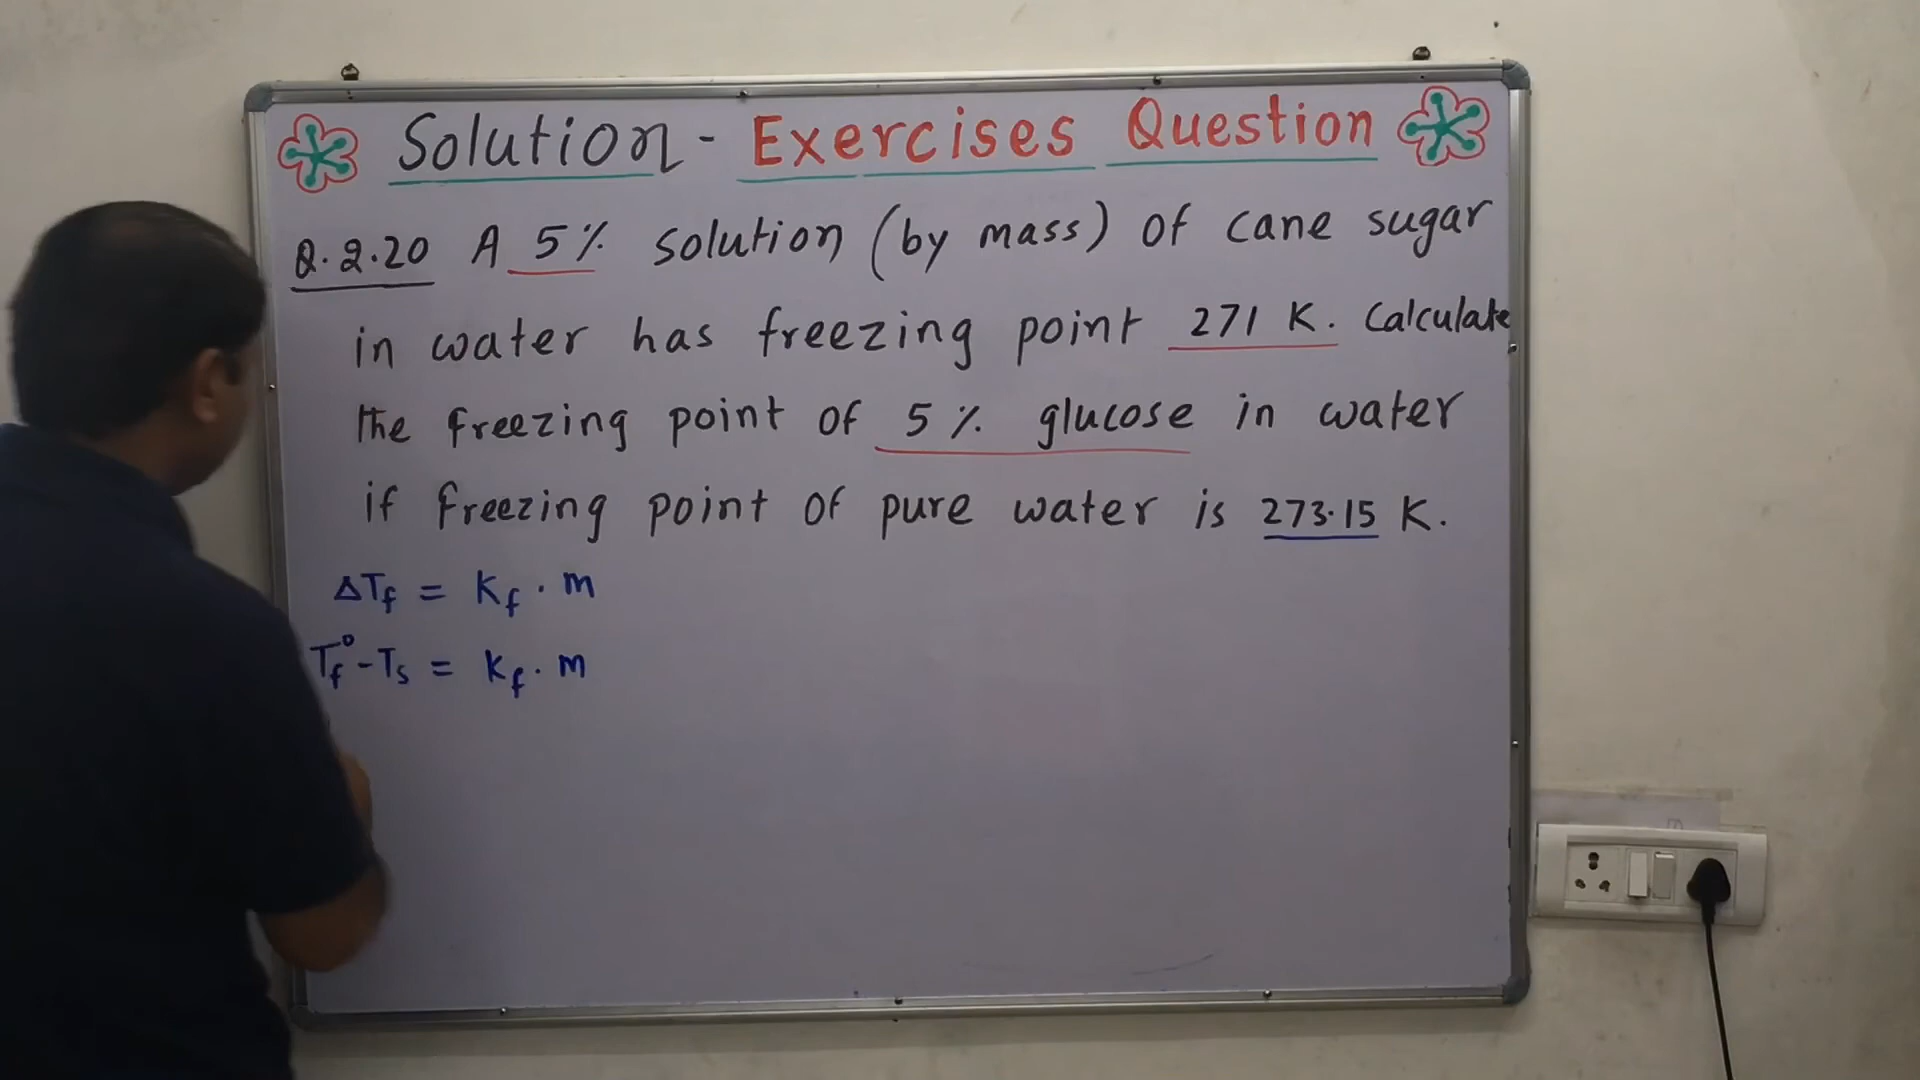 Solution - Exercises Question
Q.2.20 A 5% solution (by mass) of cane sugar
in water has freezing point 271 K. Calculate
the freezing point of 5% glucose in water
if freezing point of pure water is 273.15 K.
ΔTf = Kf · m
Tf° - Ts = Kf · m